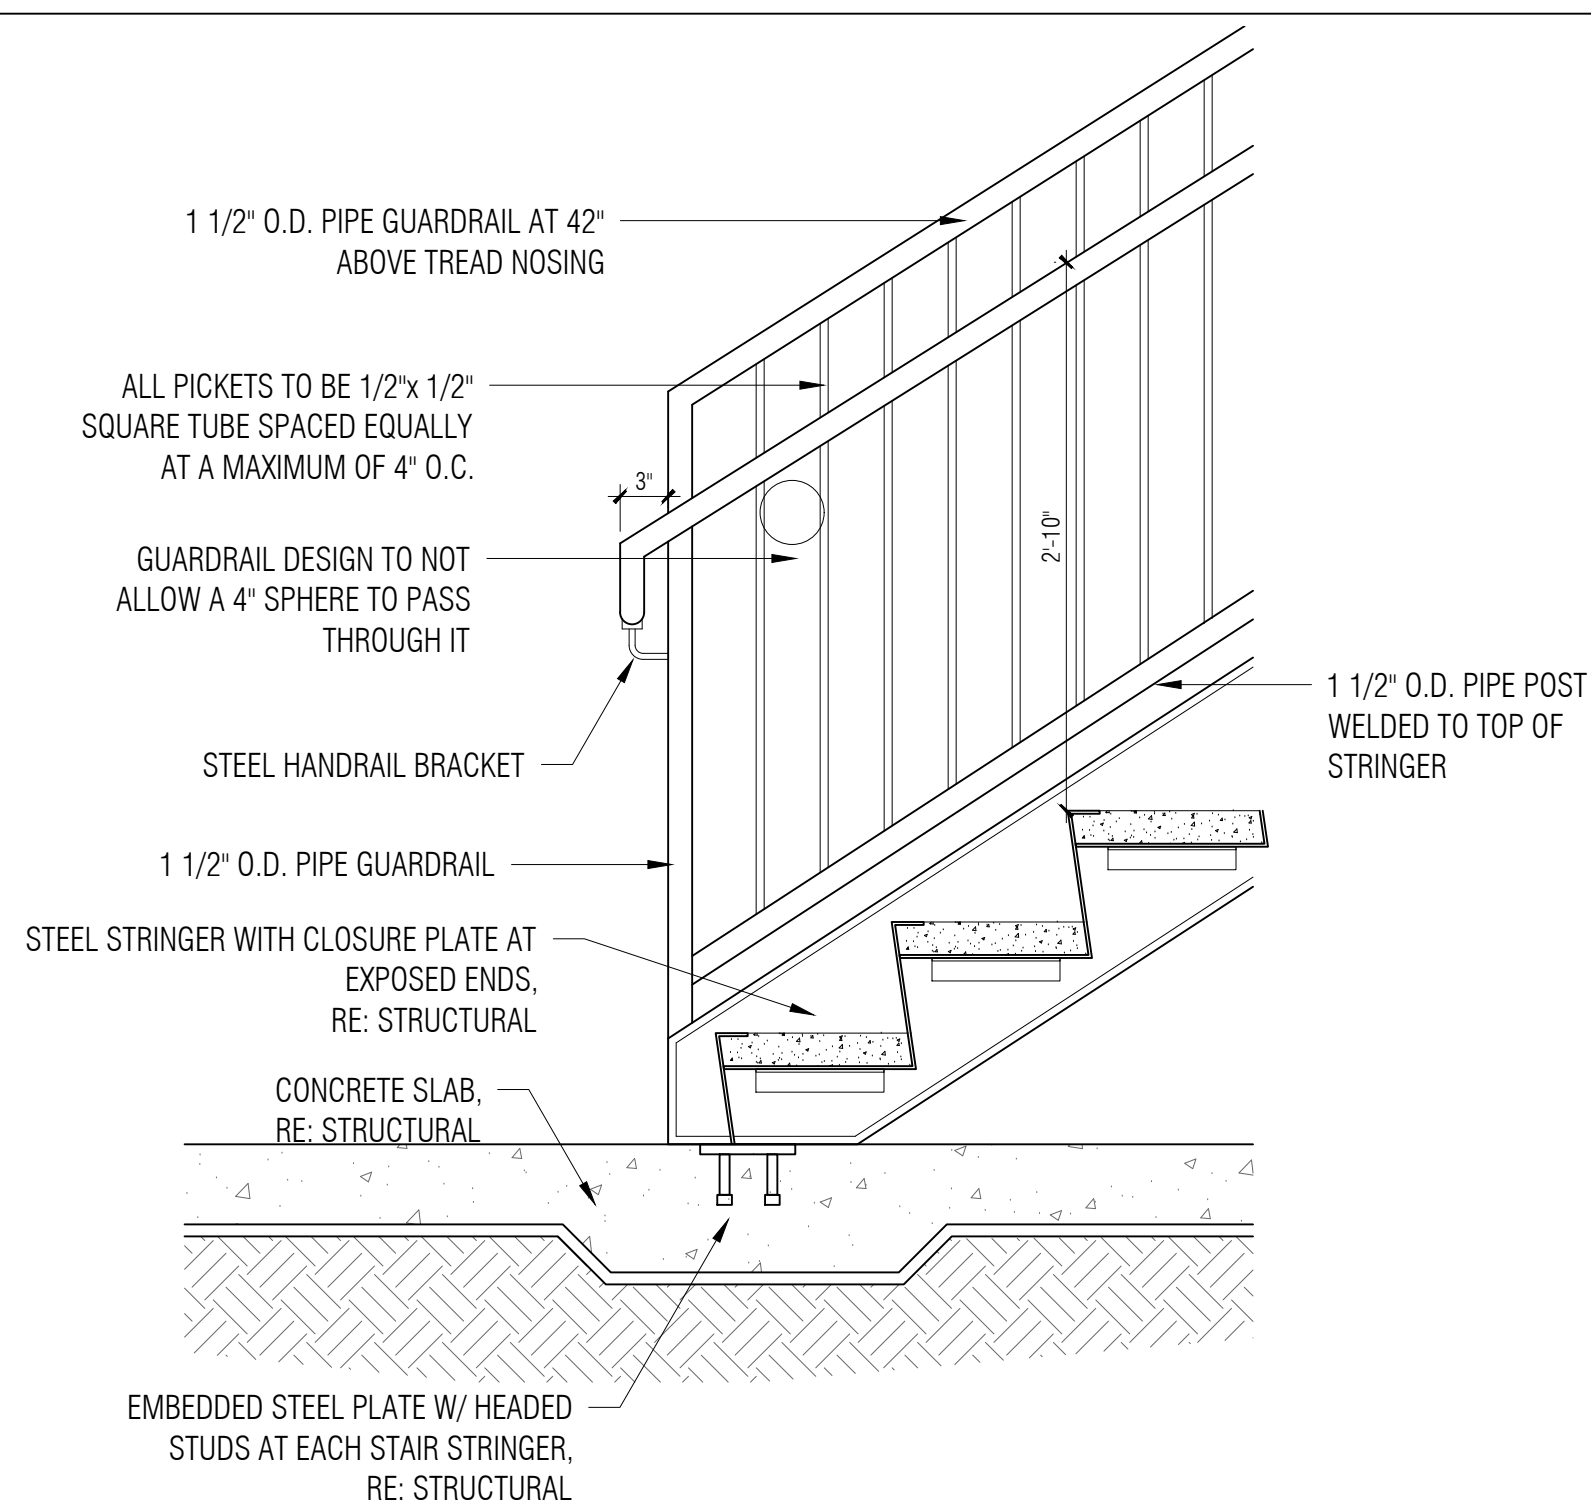 1 1/2" O.D. PIPE GUARDRAIL AT 42"
ABOVE TREAD NOSING
ALL PICKETS TO BE 1/2"x 1/2"
SQUARE TUBE SPACED EQUALLY
AT A MAXIMUM OF 4" O.C.
3"
GUARDRAIL DESIGN TO NOT
ALLOW A 4" SPHERE TO PASS
THROUGH IT
2'-10"
STEEL HANDRAIL BRACKET
1 1/2" O.D. PIPE POST
WELDED TO TOP OF
STRINGER
1 1/2" O.D. PIPE GUARDRAIL
STEEL STRINGER WITH CLOSURE PLATE AT
EXPOSED ENDS,
RE: STRUCTURAL
CONCRETE SLAB,
RE: STRUCTURAL
EMBEDDED STEEL PLATE W/ HEADED
STUDS AT EACH STAIR STRINGER,
RE: STRUCTURAL